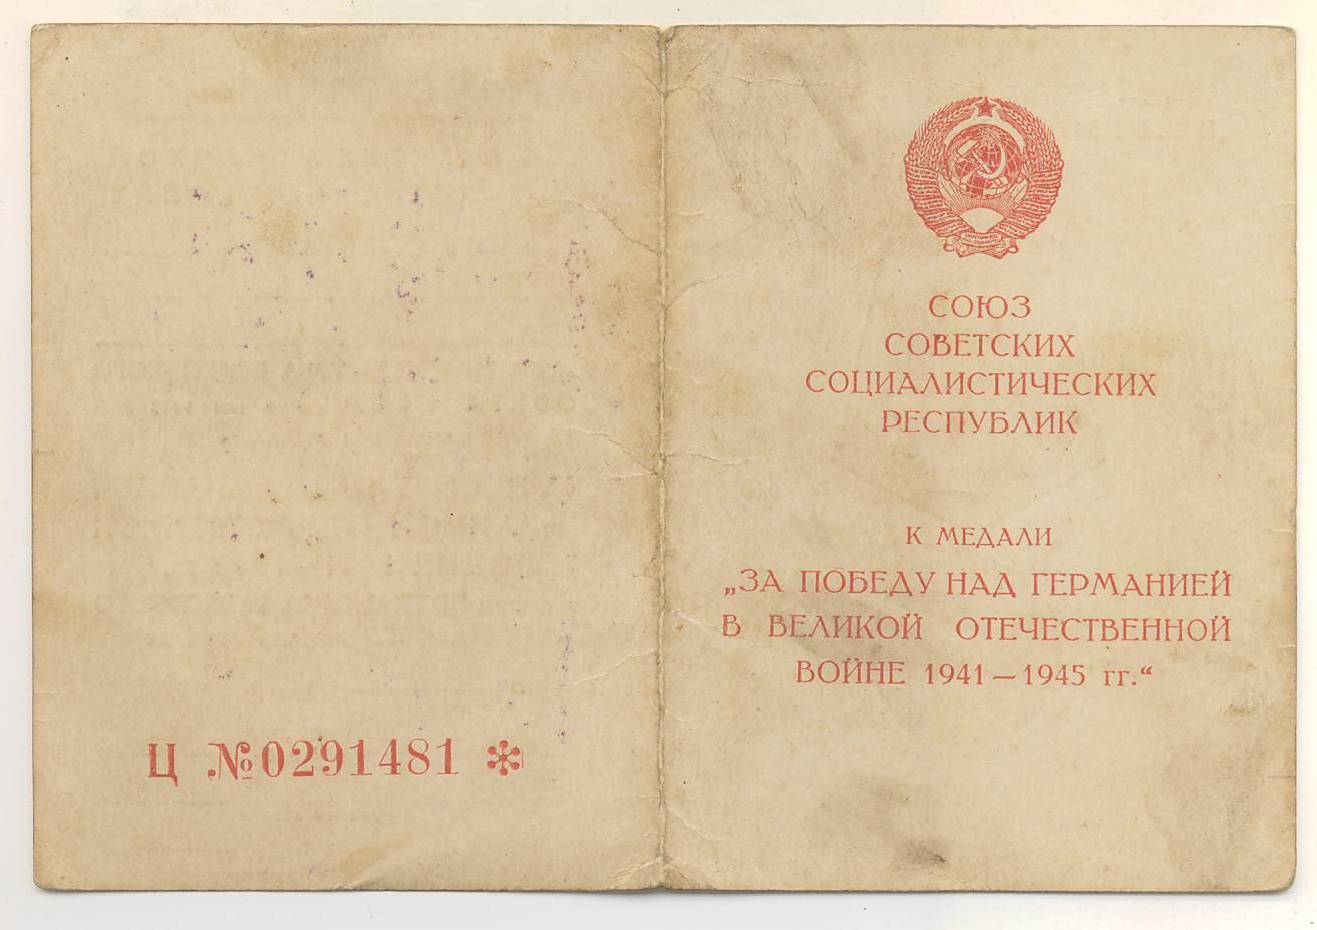 Ц №0291481 *
СОЮЗ
СОВЕТСКИХ
СОЦИАЛИСТИЧЕСКИХ
РЕСПУБЛИК
К МЕДАЛИ
„ЗА ПОБЕДУ НАД ГЕРМАНИЕЙ
В ВЕЛИКОЙ ОТЕЧЕСТВЕННОЙ
ВОЙНЕ 1941—1945 гг.“